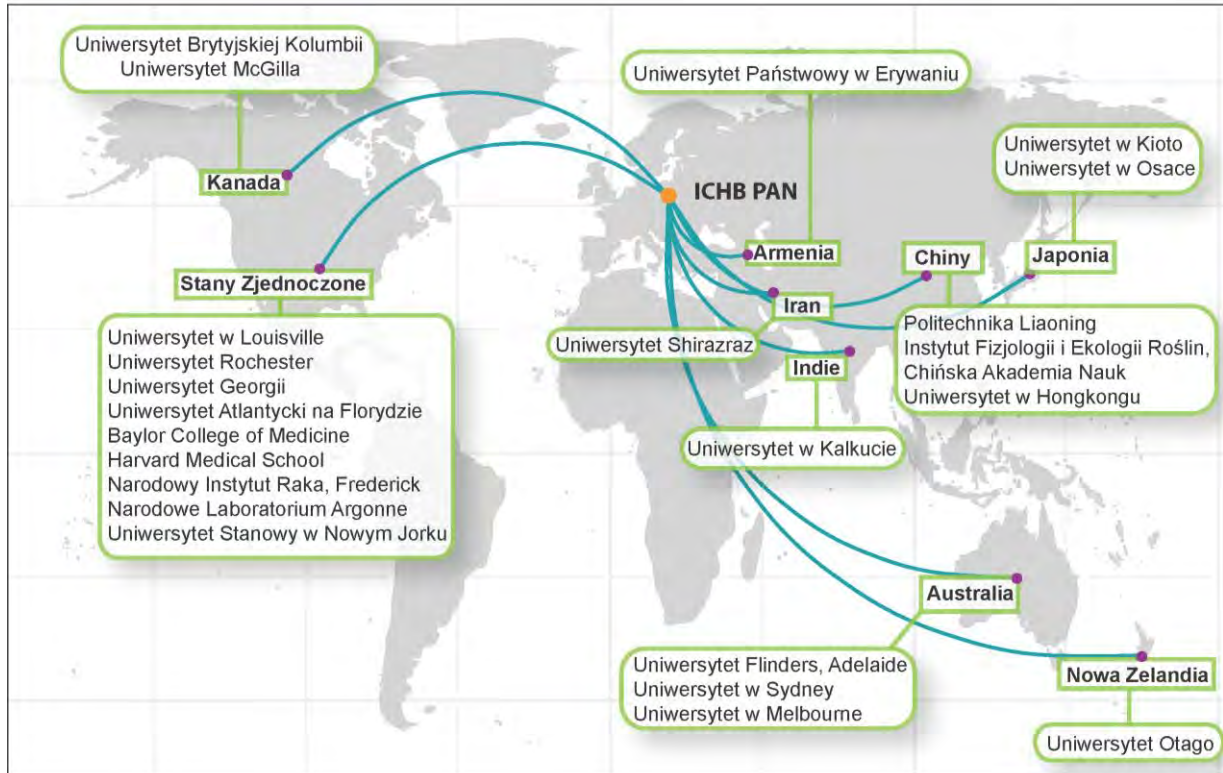 Uniwersytet Brytyjskiej Kolumbii
Uniwersytet McGilla
Kanada
Uniwersytet Państwowy w Erywaniu
Uniwersytet w Kioto
Uniwersytet w Osace
ICHB PAN
Armenia
Chiny
Japonia
Stany Zjednoczone
Iran
Uniwersytet w Louisville
Uniwersytet Rochester
Uniwersytet Georgii
Uniwersytet Atlantycki na Florydzie
Baylor College of Medicine
Harvard Medical School
Narodowy Instytut Raka, Frederick
Narodowe Laboratorium Argonne
Uniwersytet Stanowy w Nowym Jorku
Uniwersytet Shirazraz
Indie
Politechnika Liaoning
Instytut Fizjologii i Ekologii Roślin,
Chińska Akademia Nauk
Uniwersytet w Hongkongu
Uniwersytet w Kalkucie
Australia
Uniwersytet Flinders, Adelaide
Uniwersytet w Sydney
Uniwersytet w Melbourne
Nowa Zelandia
Uniwersytet Otago